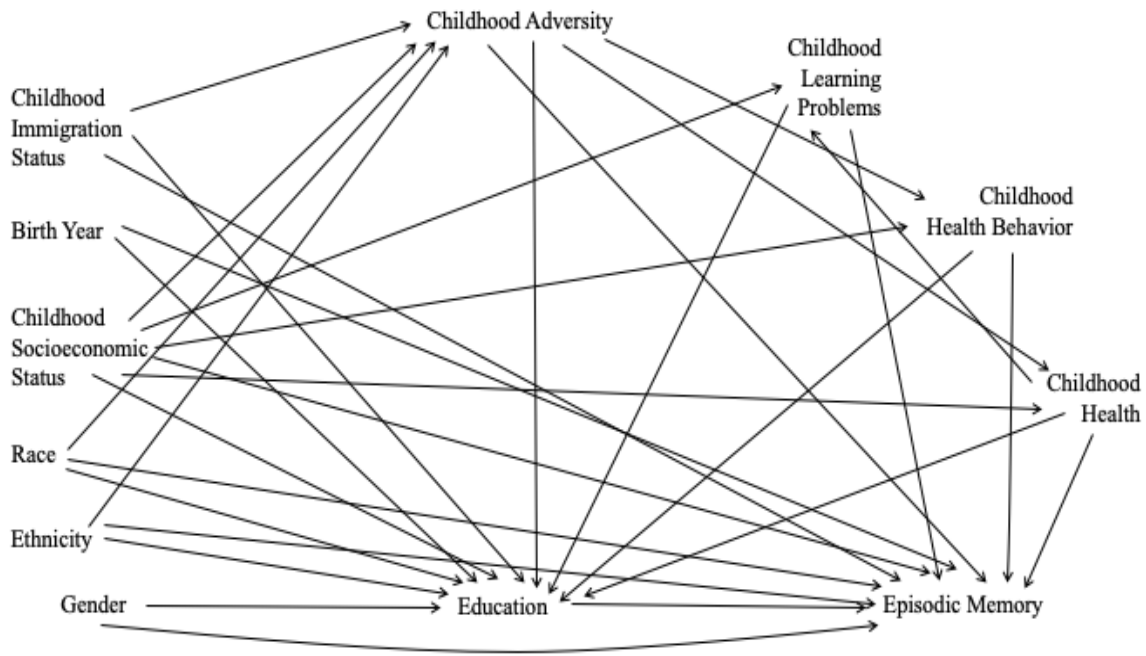 Childhood Adversity
Childhood
Learning
Problems
Childhood
Immigration
Status
Childhood
Health Behavior
Birth Year
Childhood
Socioeconomic
Status
Childhood
Health
Race
Ethnicity
Gender
Education
Episodic Memory